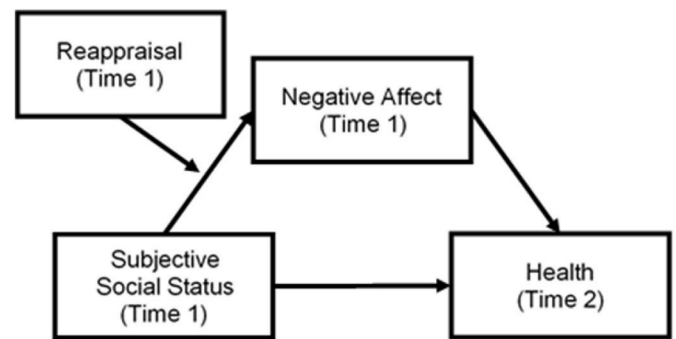 Reappraisal
(Time 1)
Negative Affect
(Time 1)
Subjective
Social Status
(Time 1)
Health
(Time 2)